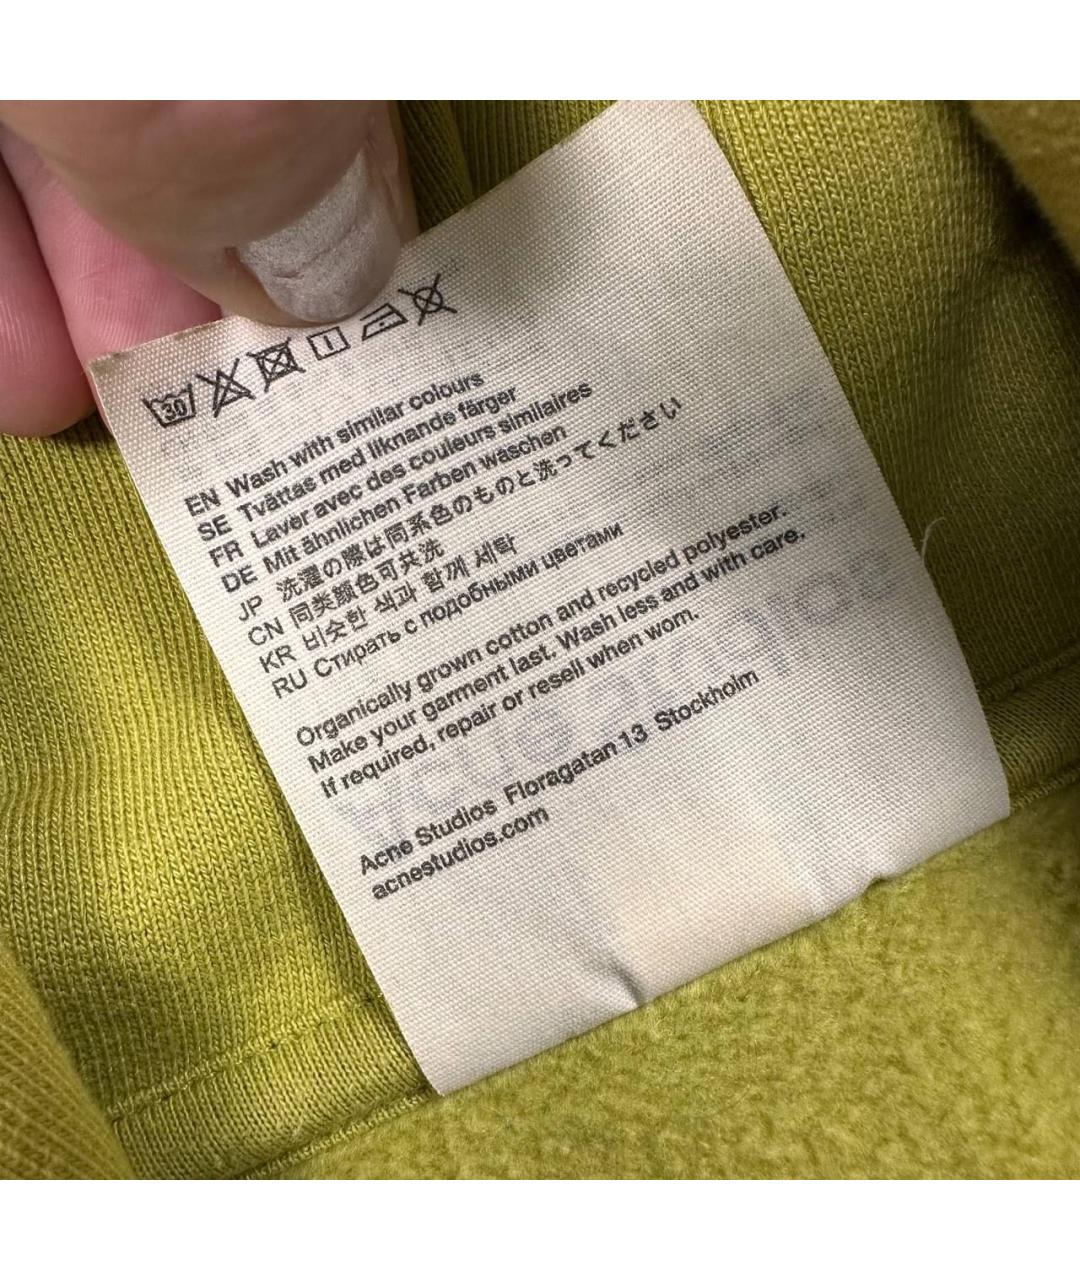 30
EN Wash with similar colours
SE Tvättas med liknande färger
FR Laver avec des couleurs similaires
DE Mit ähnlichen Farben waschen
JP 洗濯の際は同系色のものと洗ってください
CN 同类颜色可共洗
KR 비슷한 색과 함께 세탁
RU Стирать с подобными цветами
Organically grown cotton and recycled polyester.
Make your garment last. Wash less and with care.
If required, repair or resell when worn.
Acne Studios Floragatan 13 Stockholm
acnestudios.com